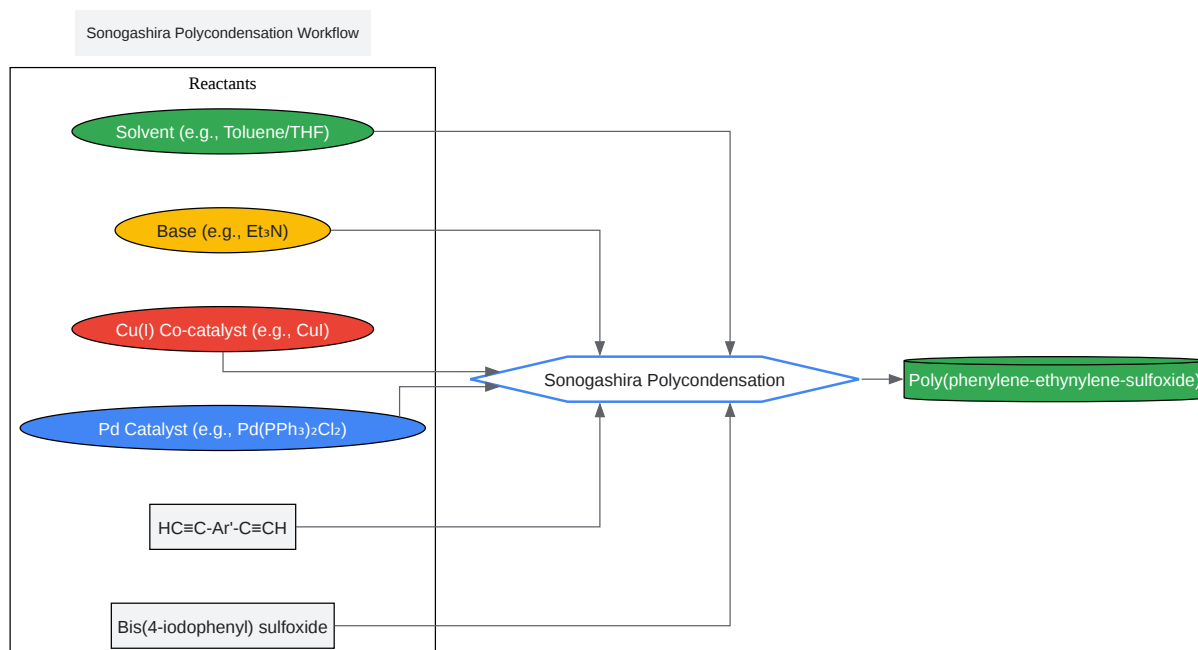 Sonogashira Polycondensation Workflow
Reactants
Solvent (e.g., Toluene/THF)
Base (e.g., Et₃N)
Cu(I) Co-catalyst (e.g., CuI)
Sonogashira Polycondensation
Poly(phenylene-ethynylene-sulfoxide)
Pd Catalyst (e.g., Pd(PPh₃)₂Cl₂)
HC≡C-Ar'-C≡CH
Bis(4-iodophenyl) sulfoxide